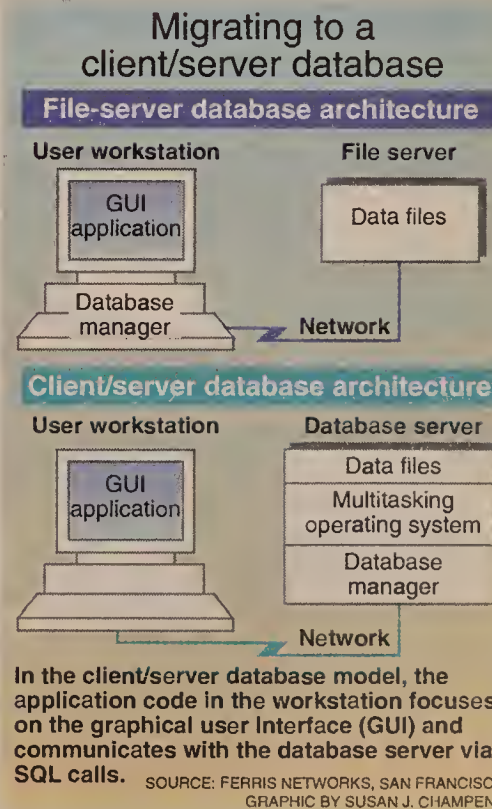 Migrating to a
client/server database
File-server database architecture
User workstation
File server
GUI
application
Database
manager
Data files
Network
Client/server database architecture
User workstation
Database server
GUI
application
Data files
Multitasking
operating system
Database
manager
Network
In the client/server database model, the
application code in the workstation focuses
on the graphical user Interface (GUI) and
communicates with the database server via
SQL calls.
SOURCE: FERRIS NETWORKS, SAN FRANCISC
GRAPHIC BY SUSAN J. CHAMPEN